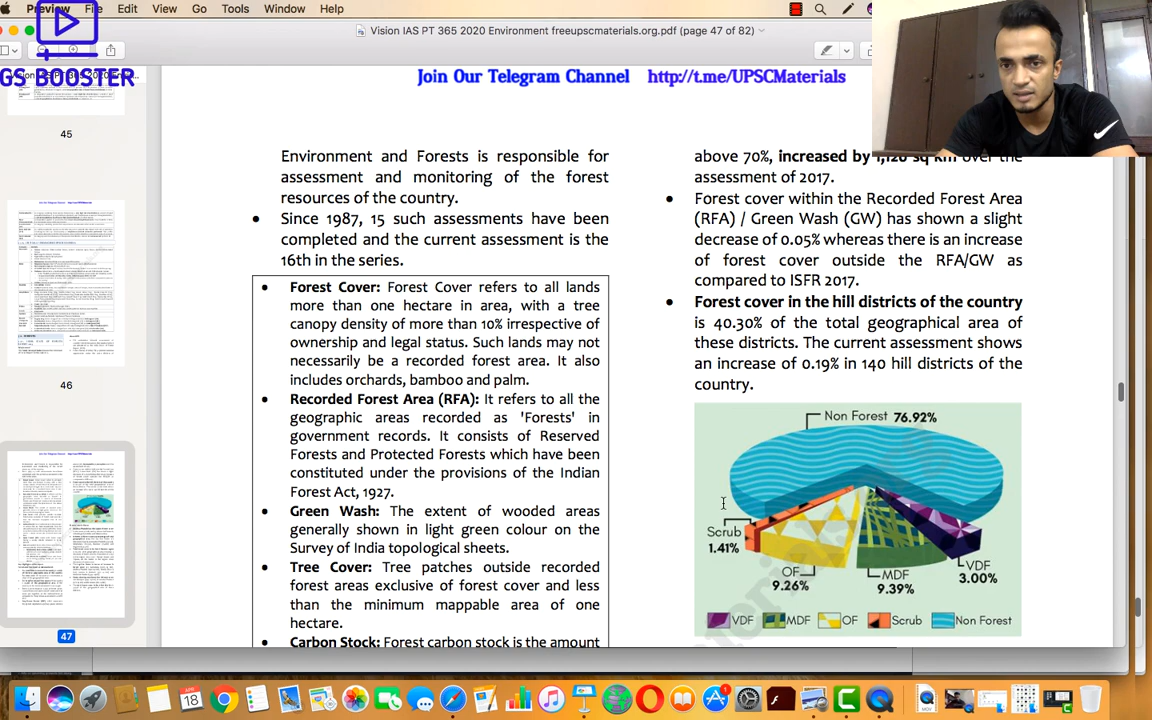 Preview File Edit View Go Tools Window Help
Vision IAS PT 365 2020 Environment freeupscmaterials.org.pdf (page 47 of 82)
GS BOOSTER
45
46
47
Join Our Telegram Channel http://t.me/UPSCMaterials
Environment and Forests is responsible for
assessment and monitoring of the forest
resources of the country.
• Since 1987, 15 such assessments have been
completed and the current assessment is the
16th in the series.
• Forest Cover: Forest Cover refers to all lands
more than one hectare in area, with a tree
canopy density of more than 10% irrespective of
ownership and legal status. Such lands may not
necessarily be a recorded forest area. It also
includes orchards, bamboo and palm.
• Recorded Forest Area (RFA): It refers to all the
geographic areas recorded as 'Forests' in
government records. It consists of Reserved
Forests and Protected Forests which have been
constituted under the provisions of the Indian
Forest Act, 1927.
• Green Wash: The extent of wooded areas
generally shown in light green colour on the
Survey of India topological sheets.
• Tree Cover: Tree patches outside recorded
forest areas exclusive of forest cover and less
than the minimum mappable area of one
hectare.
• Carbon Stock: Forest carbon stock is the amount
above 70%, increased by sq km over the
assessment of 2017.
• Forest cover within the Recorded Forest Area
(RFA) / Green Wash (GW) has shown a slight
decrease of 0.05% whereas there is an increase
of forest cover outside the RFA/GW as
compared to ISFR 2017.
• Forest cover in the hill districts of the country
is 40.30% of the total geographical area of
these districts. The current assessment shows
an increase of 0.19% in 140 hill districts of the
country.
Non Forest 76.92%
Scrub
1.41%
OF
9.26%
MDF
9.39%
VDF
3.00%
VDF MDF OF Scrub Non Forest
APR
18